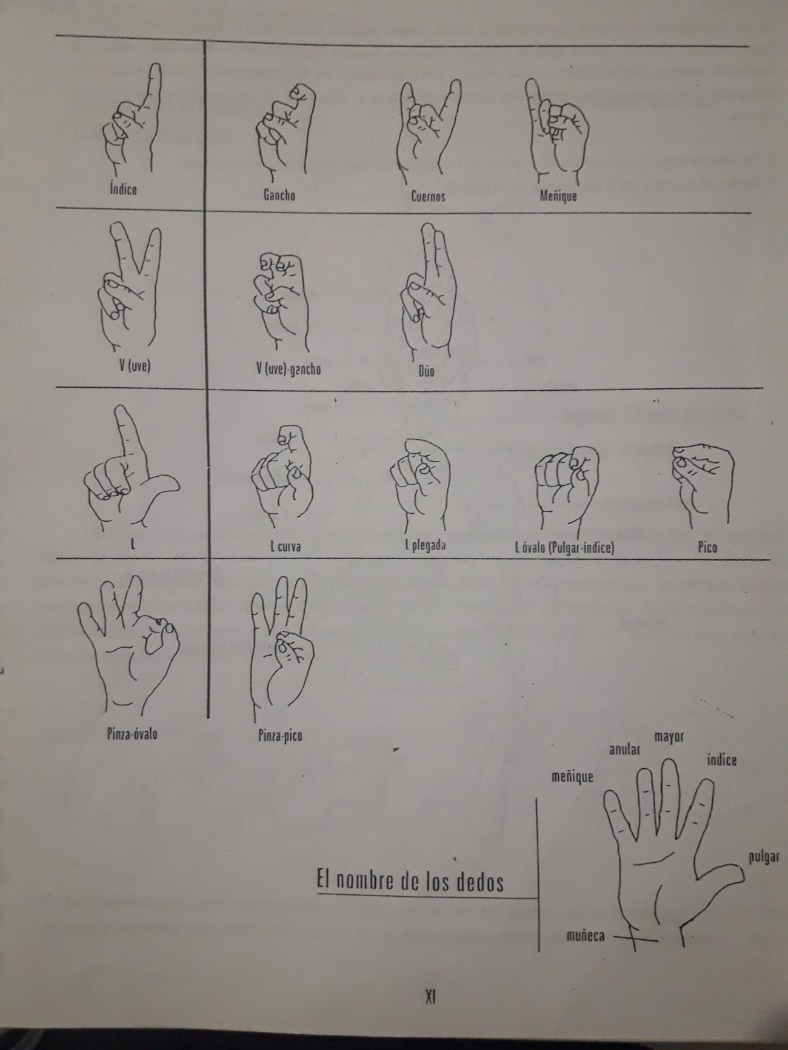 Índice
Gancho
Cuernos
Meñique
V (uve)
V (uve)-gancho
Dúo
L
L curva
L plegada
L óvalo (Pulgar-índice)
Pico
Pinza-óvalo
Pinza-pico
mayor
anular
índice
meñique
pulgar
El nombre de los dedos
muñeca
XI